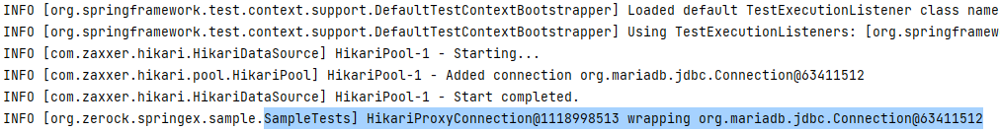 INFO [org.springframework.test.context.support.DefaultTestContextBootstrapper] Loaded default TestExecutionListener class name
INFO [org.springframework.test.context.support.DefaultTestContextBootstrapper] Using TestExecutionListeners: [org.springframew
INFO [com.zaxxer.hikari.HikariDataSource] HikariPool-1 - Starting...
INFO [com.zaxxer.hikari.pool.HikariPool] HikariPool-1 - Added connection org.mariadb.jdbc.Connection@63411512
INFO [com.zaxxer.hikari.HikariDataSource] HikariPool-1 - Start completed.
INFO [org.zerock.springex.sample.SampleTests] HikariProxyConnection@1118998513 wrapping org.mariadb.jdbc.Connection@63411512